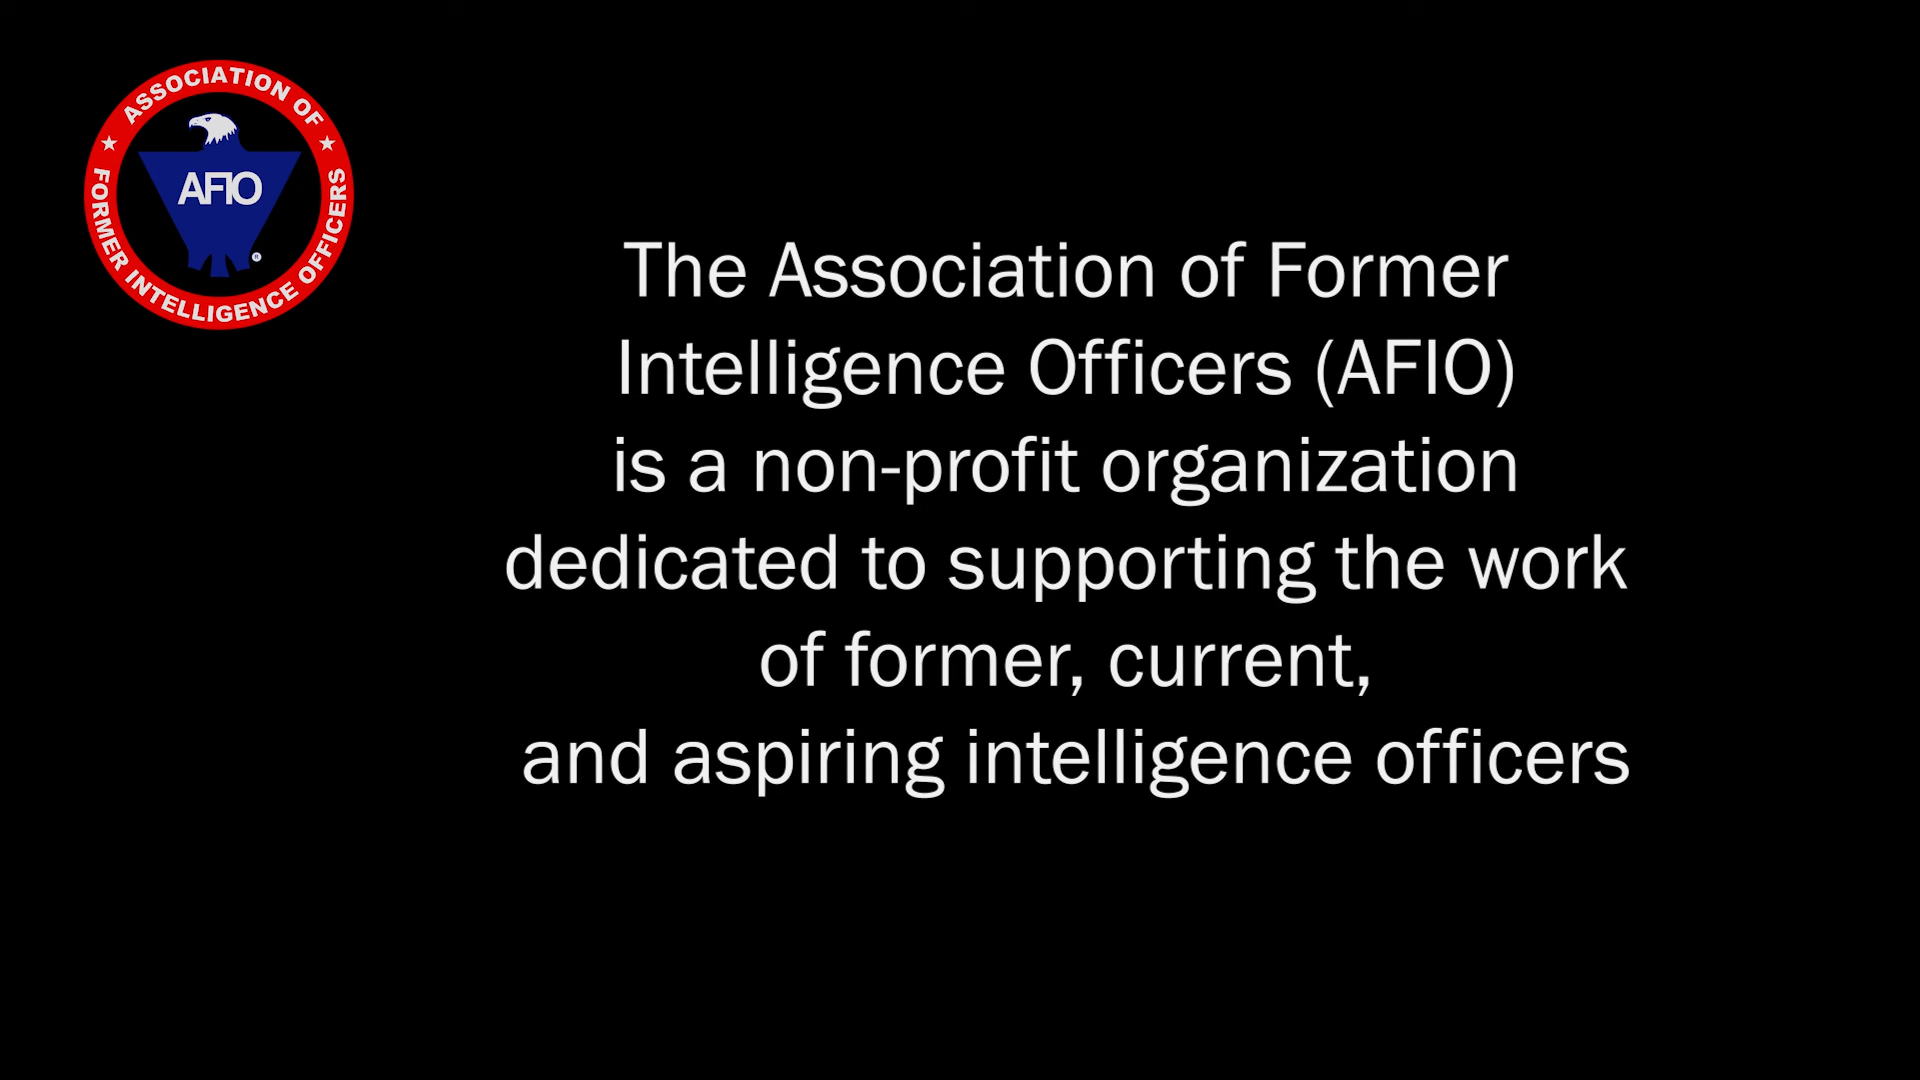 ASSOCIATION OF
FORMER INTELLIGENCE OFFICERS
AFIO
®
The Association of Former
Intelligence Officers (AFIO)
is a non-profit organization
dedicated to supporting the work
of former, current,
and aspiring intelligence officers